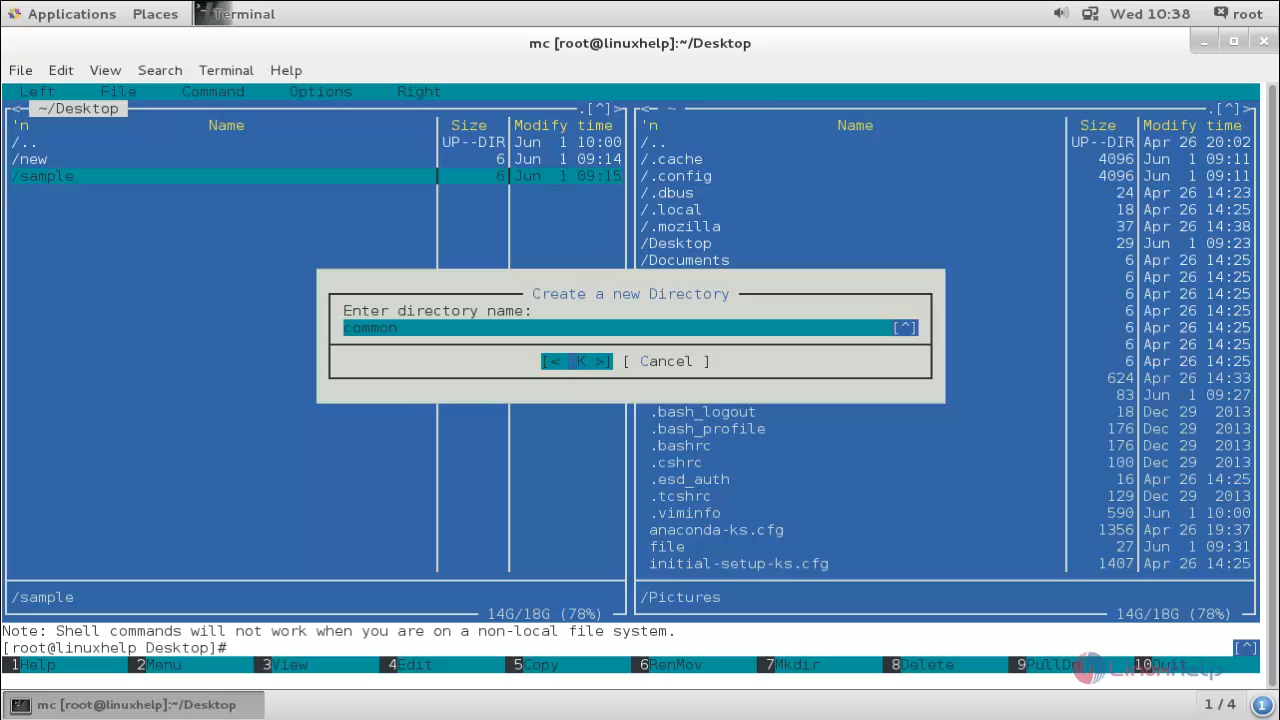 Applications Places Terminal Wed 10:38 root
mc [root@linuxhelp]:~/Desktop
File Edit View Search Terminal Help
Left File Command Options Right
<- ~/Desktop .[^]> <- ~ .[^]>
'n Name Size Modify time 'n Name Size Modify time
/.. UP--DIR Jun 1 10:00 /.. UP--DIR Apr 26 20:02
/new 6 Jun 1 09:14 /.cache 4096 Jun 1 09:11
/sample 6 Jun 1 09:15 /.config 4096 Jun 1 09:11
/.dbus 24 Apr 26 14:23
/.local 18 Apr 26 14:25
/.mozilla 37 Apr 26 14:38
/Desktop 29 Jun 1 09:23
/Documents 6 Apr 26 14:25
6 Apr 26 14:25
Create a new Directory 6 Apr 26 14:25
Enter directory name: 6 Apr 26 14:25
common [^] 6 Apr 26 14:25
6 Apr 26 14:25
[< OK >] [ Cancel ] 6 Apr 26 14:25
624 Apr 26 14:33
83 Jun 1 09:27
.bash_logout 18 Dec 29 2013
.bash_profile 176 Dec 29 2013
.bashrc 176 Dec 29 2013
.cshrc 100 Dec 29 2013
.esd_auth 16 Apr 26 14:25
.tcshrc 129 Dec 29 2013
.viminfo 590 Jun 1 10:00
anaconda-ks.cfg 1356 Apr 26 19:37
file 27 Jun 1 09:31
initial-setup-ks.cfg 1407 Apr 26 14:25
/sample /Pictures
14G/18G (78%) 14G/18G (78%)
Note: Shell commands will not work when you are on a non-local file system.
[root@linuxhelp Desktop]# [^]
1Help 2Menu 3View 4Edit 5Copy 6RenMov 7Mkdir 8Delete 9PullDn 10Quit
LinuxHelp
mc [root@linuxhelp]:~/Desktop 1 / 4 1